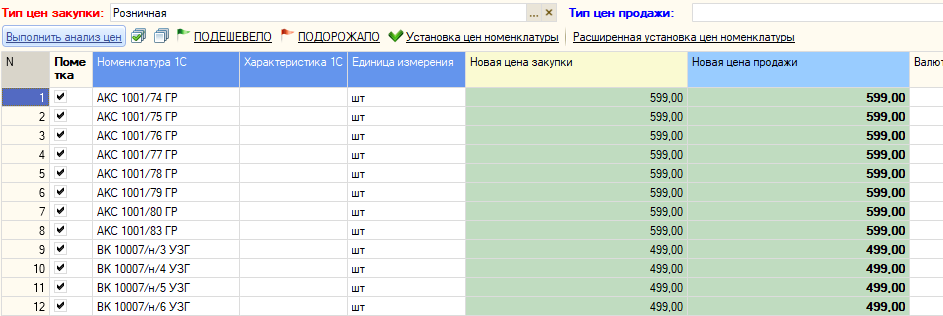 Тип цен закупки: Розничная ... × Тип цен продажи:
Выполнить анализ цен ПОДЕШЕВЕЛО ПОДОРОЖАЛО Установка цен номенклатуры Расширенная установка цен номенклатуры
N Поме Номенклатура 1С Характеристика 1С Единица измерения Новая цена закупки Новая цена продажи Валют
тка
1 АКС 1001/74 ГР шт 599,00 599,00
2 АКС 1001/75 ГР шт 599,00 599,00
3 АКС 1001/76 ГР шт 599,00 599,00
4 АКС 1001/77 ГР шт 599,00 599,00
5 АКС 1001/78 ГР шт 599,00 599,00
6 АКС 1001/79 ГР шт 599,00 599,00
7 АКС 1001/80 ГР шт 599,00 599,00
8 АКС 1001/83 ГР шт 599,00 599,00
9 ВК 10007/н/3 УЗГ шт 499,00 499,00
10 ВК 10007/н/4 УЗГ шт 499,00 499,00
11 ВК 10007/н/5 УЗГ шт 499,00 499,00
12 ВК 10007/н/6 УЗГ шт 499,00 499,00